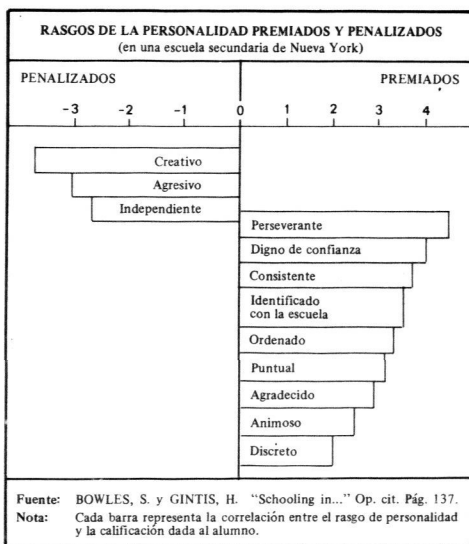 RASGOS DE LA PERSONALIDAD PREMIADOS Y PENALIZADOS
(en una escuela secundaria de Nueva York)
PENALIZADOS PREMIADOS
-3 -2 -1 0 1 2 3 4
Creativo
Agresivo
Independiente
Perseverante
Digno de confianza
Consistente
Identificado
con la escuela
Ordenado
Puntual
Agradecido
Animoso
Discreto
Fuente: BOWLES, S. y GINTIS, H. "Schooling in..." Op. cit. Pág. 137.
Nota: Cada barra representa la correlación entre el rasgo de personalidad
y la calificación dada al alumno.